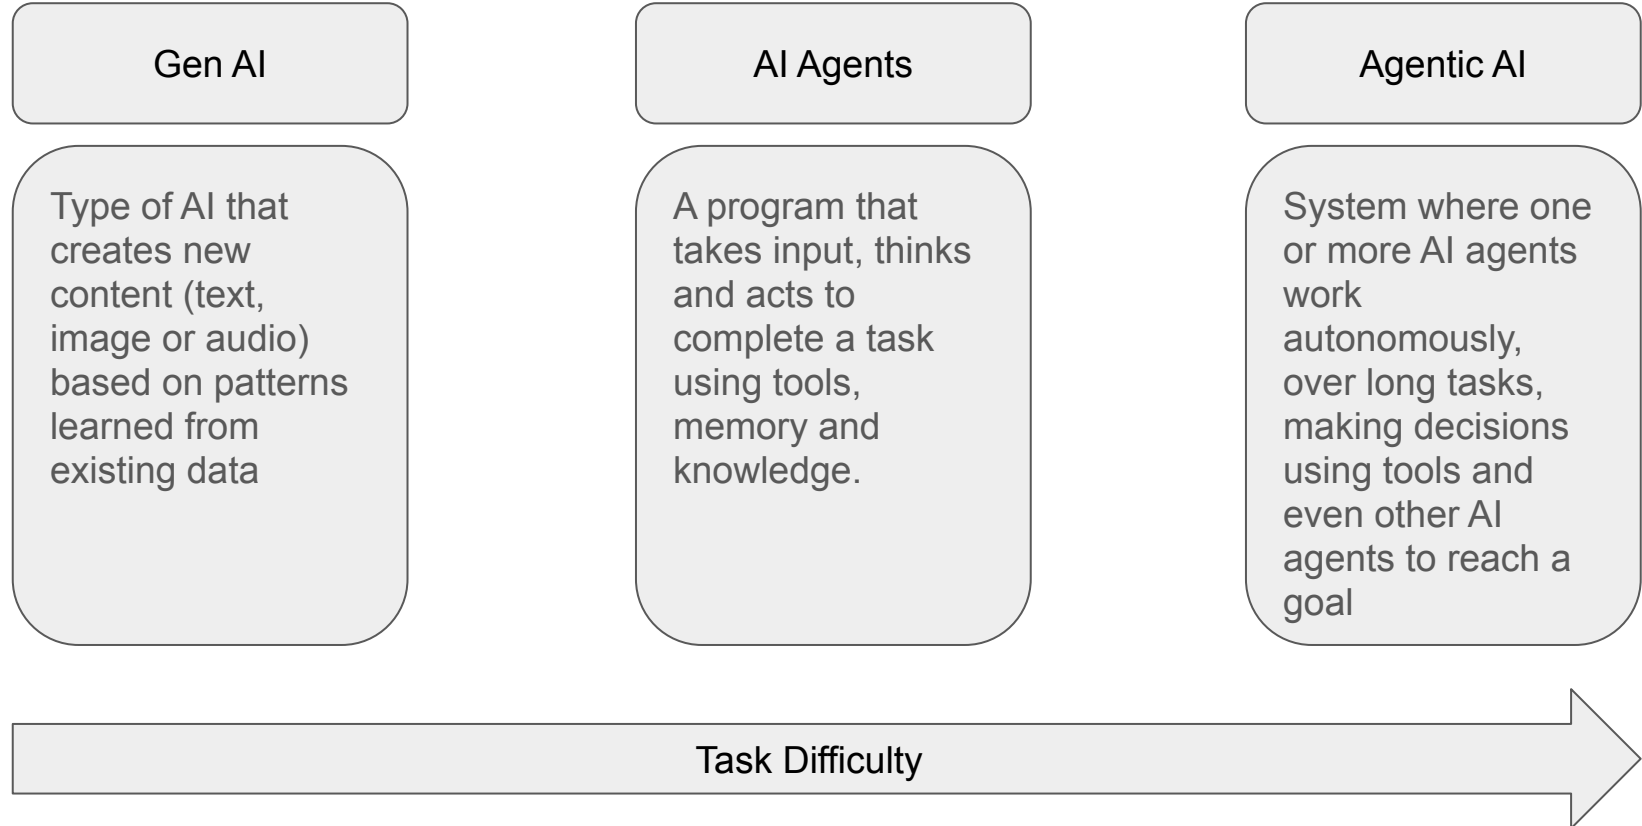 Gen AI
Type of AI that
creates new
content (text,
image or audio)
based on patterns
learned from
existing data
AI Agents
A program that
takes input, thinks
and acts to
complete a task
using tools,
memory and
knowledge.
Agentic AI
System where one
or more AI agents
work
autonomously,
over long tasks,
making decisions
using tools and
even other AI
agents to reach a
goal
Task Difficulty